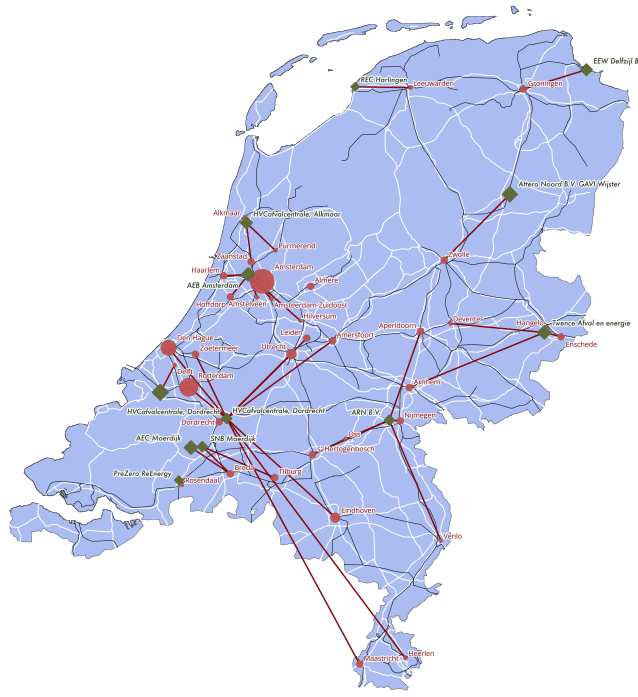 EEW Delfzijl B
REC Harlingen
Leeuwarden
Groningen
Attero Noord B.V. GAVI Wijster
Alkmaar
HVCafvalcentrale, Alkmaar
Purmerend
Zaanstad
Zwolle
Haarlem
Amsterdam
AEB Amsterdam
Almere
Hoffdorp
Amstelveen
Amsterdam-Zuidoost
Hilversum
Deventer
Hangelo
Twence Afval en energie
Apeldoorn
Leiden
Amersfoort
Enschede
Den Hague
Zoetermeer
Utrecht
Delft
Rotterdam
Arnhem
HVCafvalcentrale, Dordrecht
HVCafvalcentrale, Dordrecht
ARN B.V.
Dordrecht
Nijmegen
AEC Moerdijk
SNB Moerdijk
Oss
's Hertogenbosch
PreZero ReEnergy
Breda
Tilburg
Rosendaal
Eindhoven
Venlo
Maastricht
Heerlen